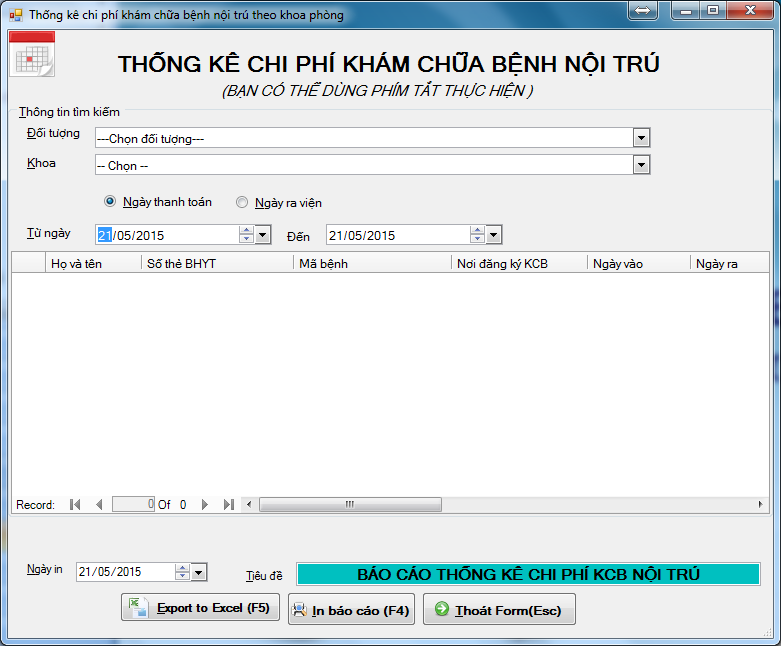 Thống kê chi phí khám chữa bệnh nội trú theo khoa phòng
THỐNG KÊ CHI PHÍ KHÁM CHỮA BỆNH NỘI TRÚ
(BẠN CÓ THỂ DÙNG PHÍM TẮT THỰC HIỆN )
Thông tin tìm kiếm
Đối tượng ---Chọn đối tượng---
Khoa -- Chọn --
Ngày thanh toán Ngày ra viện
Từ ngày 21/05/2015 Đến 21/05/2015
Họ và tên Số thẻ BHYT Mã bệnh Nơi đăng ký KCB Ngày vào Ngày ra
Record: 0 Of 0
Ngày in 21/05/2015 Tiêu đề BÁO CÁO THỐNG KÊ CHI PHÍ KCB NỘI TRÚ
Export to Excel (F5) In báo cáo (F4) Thoát Form(Esc)